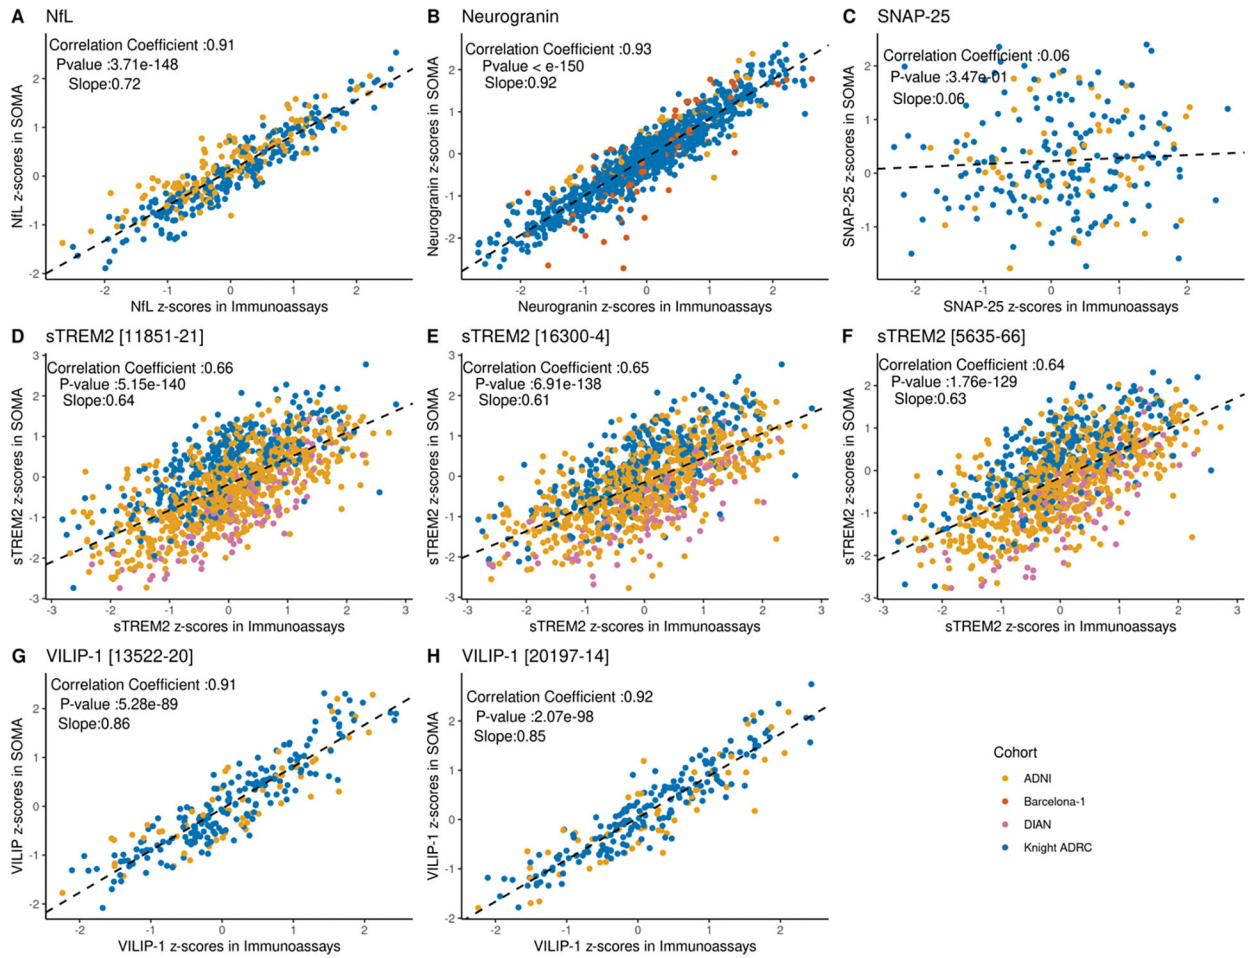 A NfL
Correlation Coefficient :0.91
Pvalue :3.71e-148
Slope:0.72
NfL z-scores in SOMA
2
1
0
-1
-2
-2 -1 0 1 2
NfL z-scores in Immunoassays
B Neurogranin
Correlation Coefficient :0.93
Pvalue < e-150
Slope:0.92
Neurogranin z-scores in SOMA
2
1
0
-1
-2
-2 -1 0 1 2
Neurogranin z-scores in Immunoassays
C SNAP-25
Correlation Coefficient :0.06
P-value :3.47e-01
Slope:0.06
SNAP-25 z-scores in SOMA
2
1
0
-1
-2 -1 0 1 2
SNAP-25 z-scores in Immunoassays
D sTREM2 [11851-21]
Correlation Coefficient :0.66
P-value :5.15e-140
Slope:0.64
sTREM2 z-scores in SOMA
3
2
1
0
-1
-2
-3
-3 -2 -1 0 1 2 3
sTREM2 z-scores in Immunoassays
E sTREM2 [16300-4]
Correlation Coefficient :0.65
P-value :6.91e-138
Slope:0.61
sTREM2 z-scores in SOMA
3
2
1
0
-1
-2
-3
-3 -2 -1 0 1 2 3
sTREM2 z-scores in Immunoassays
F sTREM2 [5635-66]
Correlation Coefficient :0.64
P-value :1.76e-129
Slope:0.63
sTREM2 z-scores in SOMA
2
1
0
-1
-2
-3
-3 -2 -1 0 1 2 3
sTREM2 z-scores in Immunoassays
G VILIP-1 [13522-20]
Correlation Coefficient :0.91
P-value :5.28e-89
Slope:0.86
VILIP z-scores in SOMA
2
1
0
-1
-2
-2 -1 0 1 2
VILIP-1 z-scores in Immunoassays
H VILIP-1 [20197-14]
Correlation Coefficient :0.92
P-value :2.07e-98
Slope:0.85
VILIP-1 z-scores in SOMA
2
1
0
-1
-2
-2 -1 0 1 2
VILIP-1 z-scores in Immunoassays
Cohort
ADNI
Barcelona-1
DIAN
Knight ADRC